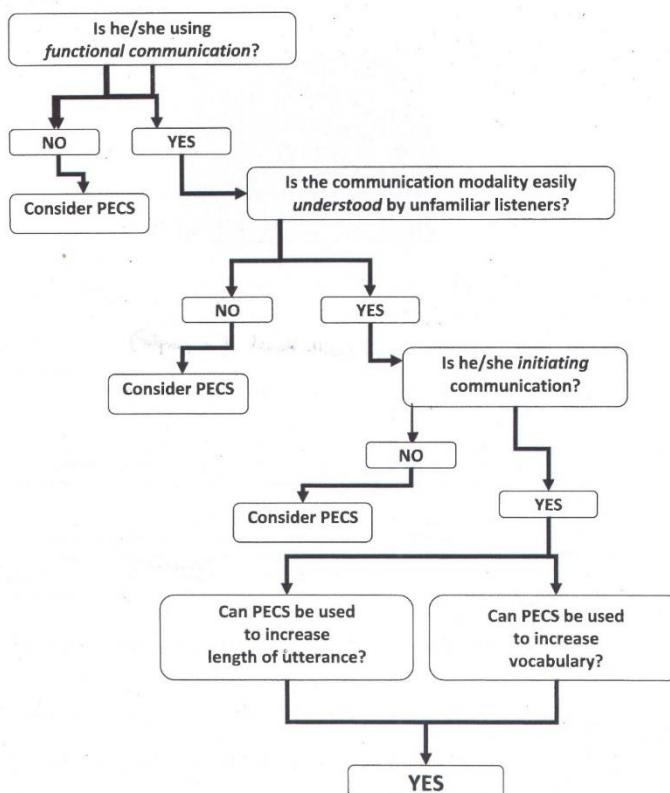 Is he/she using
functional communication?
NO
YES
Consider PECS
Is the communication modality easily
understood by unfamiliar listeners?
NO
YES
Consider PECS
Is he/she initiating
communication?
NO
YES
Consider PECS
Can PECS be used
to increase
length of utterance?
Can PECS be used
to increase
vocabulary?
YES